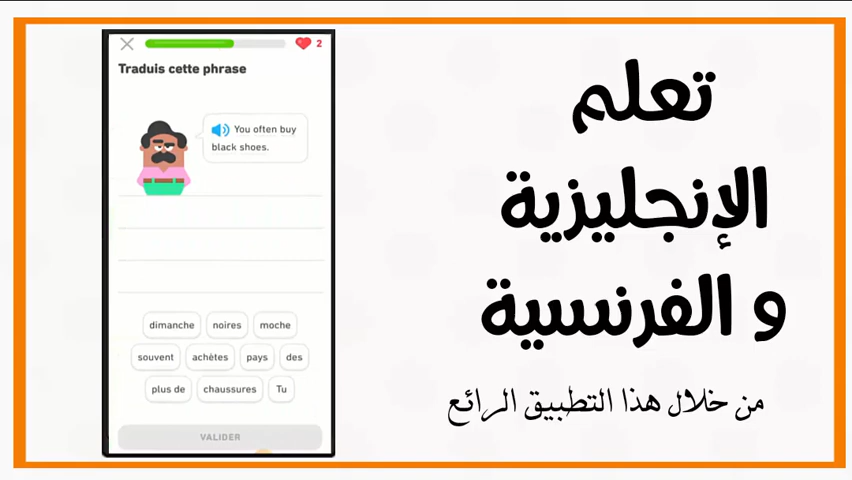 2
Traduis cette phrase
You often buy
black shoes.
dimanche noires moche
souvent achètes pays des
plus de chaussures Tu
VALIDER
تعلم
الإنجليزية
و الفرنسية
من خلال هذا التطبيق الرائع